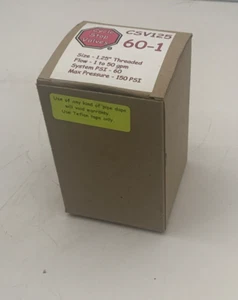 CSV125
60-1
Size - 1.25" Threaded
Flow - 1 to 50 gpm
System PSI - 60
Max Pressure - 150 PSI
Use of any kind of pipe dope
will void warranty.
Use Teflon tape only